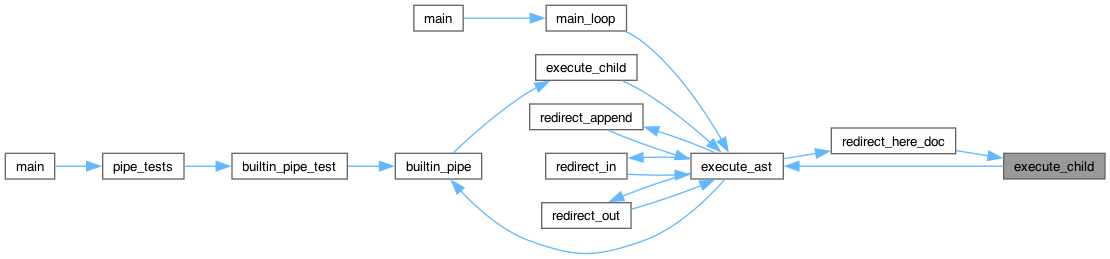 main
main_loop
execute_child
redirect_append
redirect_here_doc
main
pipe_tests
builtin_pipe_test
builtin_pipe
redirect_in
execute_ast
execute_child
redirect_out